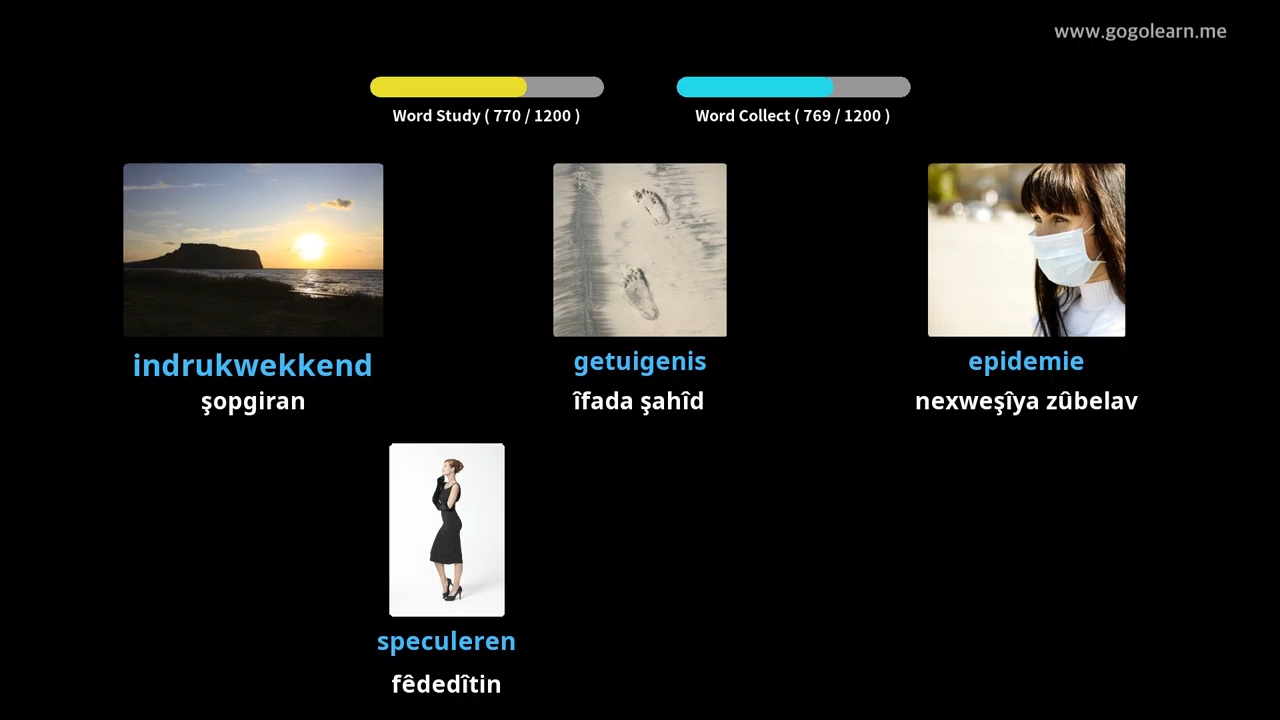 www.gogolearn.me
Word Study ( 770 / 1200 )
Word Collect ( 769 / 1200 )
indrukwekkend
şopgiran
getuigenis
îfada şahîd
epidemie
nexweşîya zûbelav
speculeren
fêdedîtin